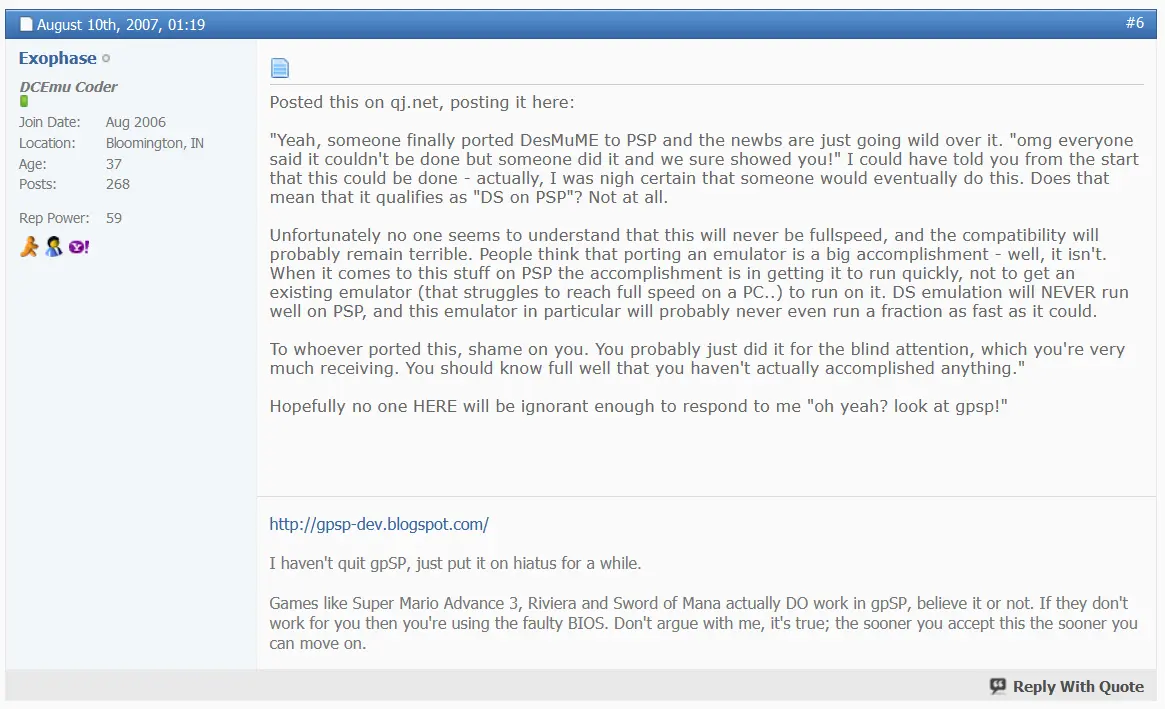 August 10th, 2007, 01:19
#6
Exophase
DCEmu Coder
Join Date: Aug 2006
Location: Bloomington, IN
Age: 37
Posts: 268
Rep Power: 59
Y!
Posted this on qj.net, posting it here:
"Yeah, someone finally ported DesMuME to PSP and the newbs are just going wild over it. "omg everyone
said it couldn't be done but someone did it and we sure showed you!" I could have told you from the start
that this could be done - actually, I was nigh certain that someone would eventually do this. Does that
mean that it qualifies as "DS on PSP"? Not at all.
Unfortunately no one seems to understand that this will never be fullspeed, and the compatibility will
probably remain terrible. People think that porting an emulator is a big accomplishment - well, it isn't.
When it comes to this stuff on PSP the accomplishment is in getting it to run quickly, not to get an
existing emulator (that struggles to reach full speed on a PC..) to run on it. DS emulation will NEVER run
well on PSP, and this emulator in particular will probably never even run a fraction as fast as it could.
To whoever ported this, shame on you. You probably just did it for the blind attention, which you're very
much receiving. You should know full well that you haven't actually accomplished anything."
Hopefully no one HERE will be ignorant enough to respond to me "oh yeah? look at gpsp!"
http://gpsp-dev.blogspot.com/
I haven't quit gpSP, just put it on hiatus for a while.
Games like Super Mario Advance 3, Riviera and Sword of Mana actually DO work in gpSP, believe it or not. If they don't
work for you then you're using the faulty BIOS. Don't argue with me, it's true; the sooner you accept this the sooner you
can move on.
Reply With Quote